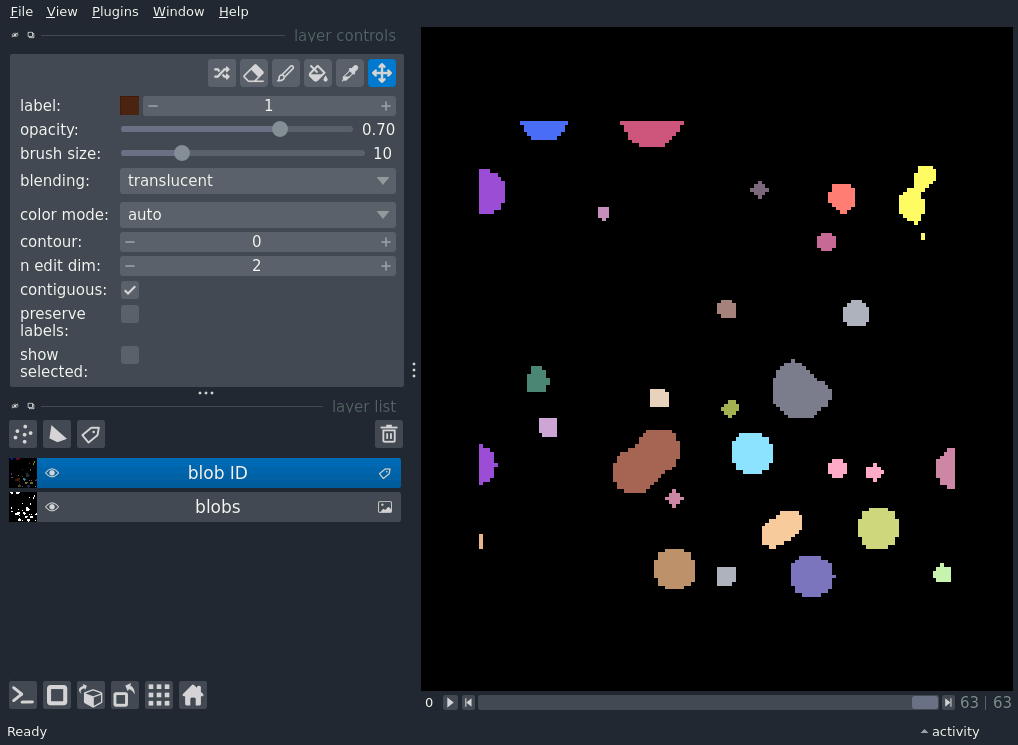 File View Plugins Window Help
layer controls
label: 1
opacity: 0.70
brush size: 10
blending: translucent
color mode: auto
contour: 0
n edit dim: 2
contiguous:
preserve
labels:
show
selected:
layer list
blob ID
blobs
0 63 | 63
Ready activity